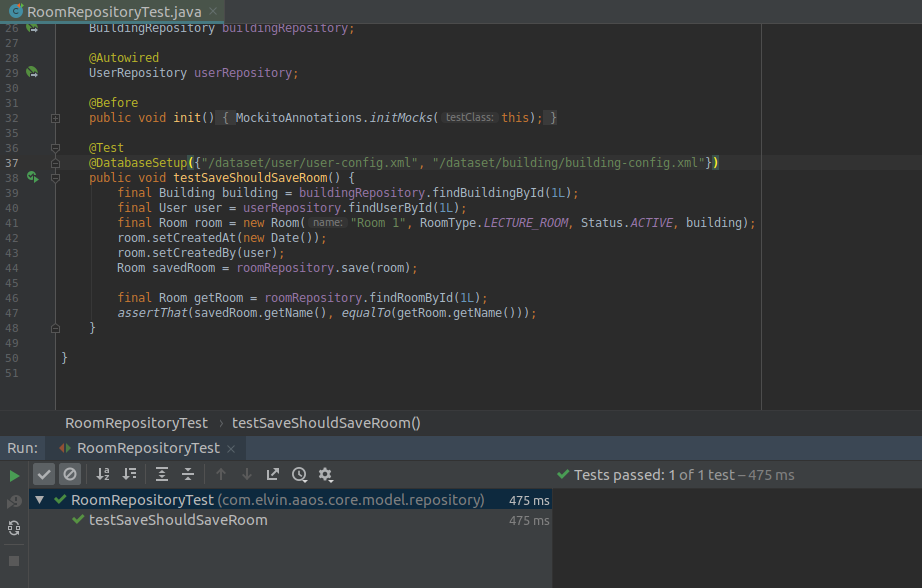 RoomRepositoryTest.java
26 BuildingRepository buildingRepository;
27
28 @Autowired
29 UserRepository userRepository;
30
31 @Before
32 public void init() { MockitoAnnotations.initMocks( testClass: this); }
35
36 @Test
37 @DatabaseSetup({"/dataset/user/user-config.xml", "/dataset/building/building-config.xml"})
38 public void testSaveShouldSaveRoom() {
39 final Building building = buildingRepository.findBuildingById(1L);
40 final User user = userRepository.findUserById(1L);
41 final Room room = new Room( name: "Room 1", RoomType.LECTURE_ROOM, Status.ACTIVE, building);
42 room.setCreatedAt(new Date());
43 room.setCreatedBy(user);
44 Room savedRoom = roomRepository.save(room);
45
46 final Room getRoom = roomRepository.findRoomById(1L);
47 assertThat(savedRoom.getName(), equalTo(getRoom.getName()));
48 }
49
50 }
51
RoomRepositoryTest › testSaveShouldSaveRoom()
Run: RoomRepositoryTest
Tests passed: 1 of 1 test – 475 ms
RoomRepositoryTest (com.elvin.aaos.core.model.repository) 475 ms
testSaveShouldSaveRoom 475 ms